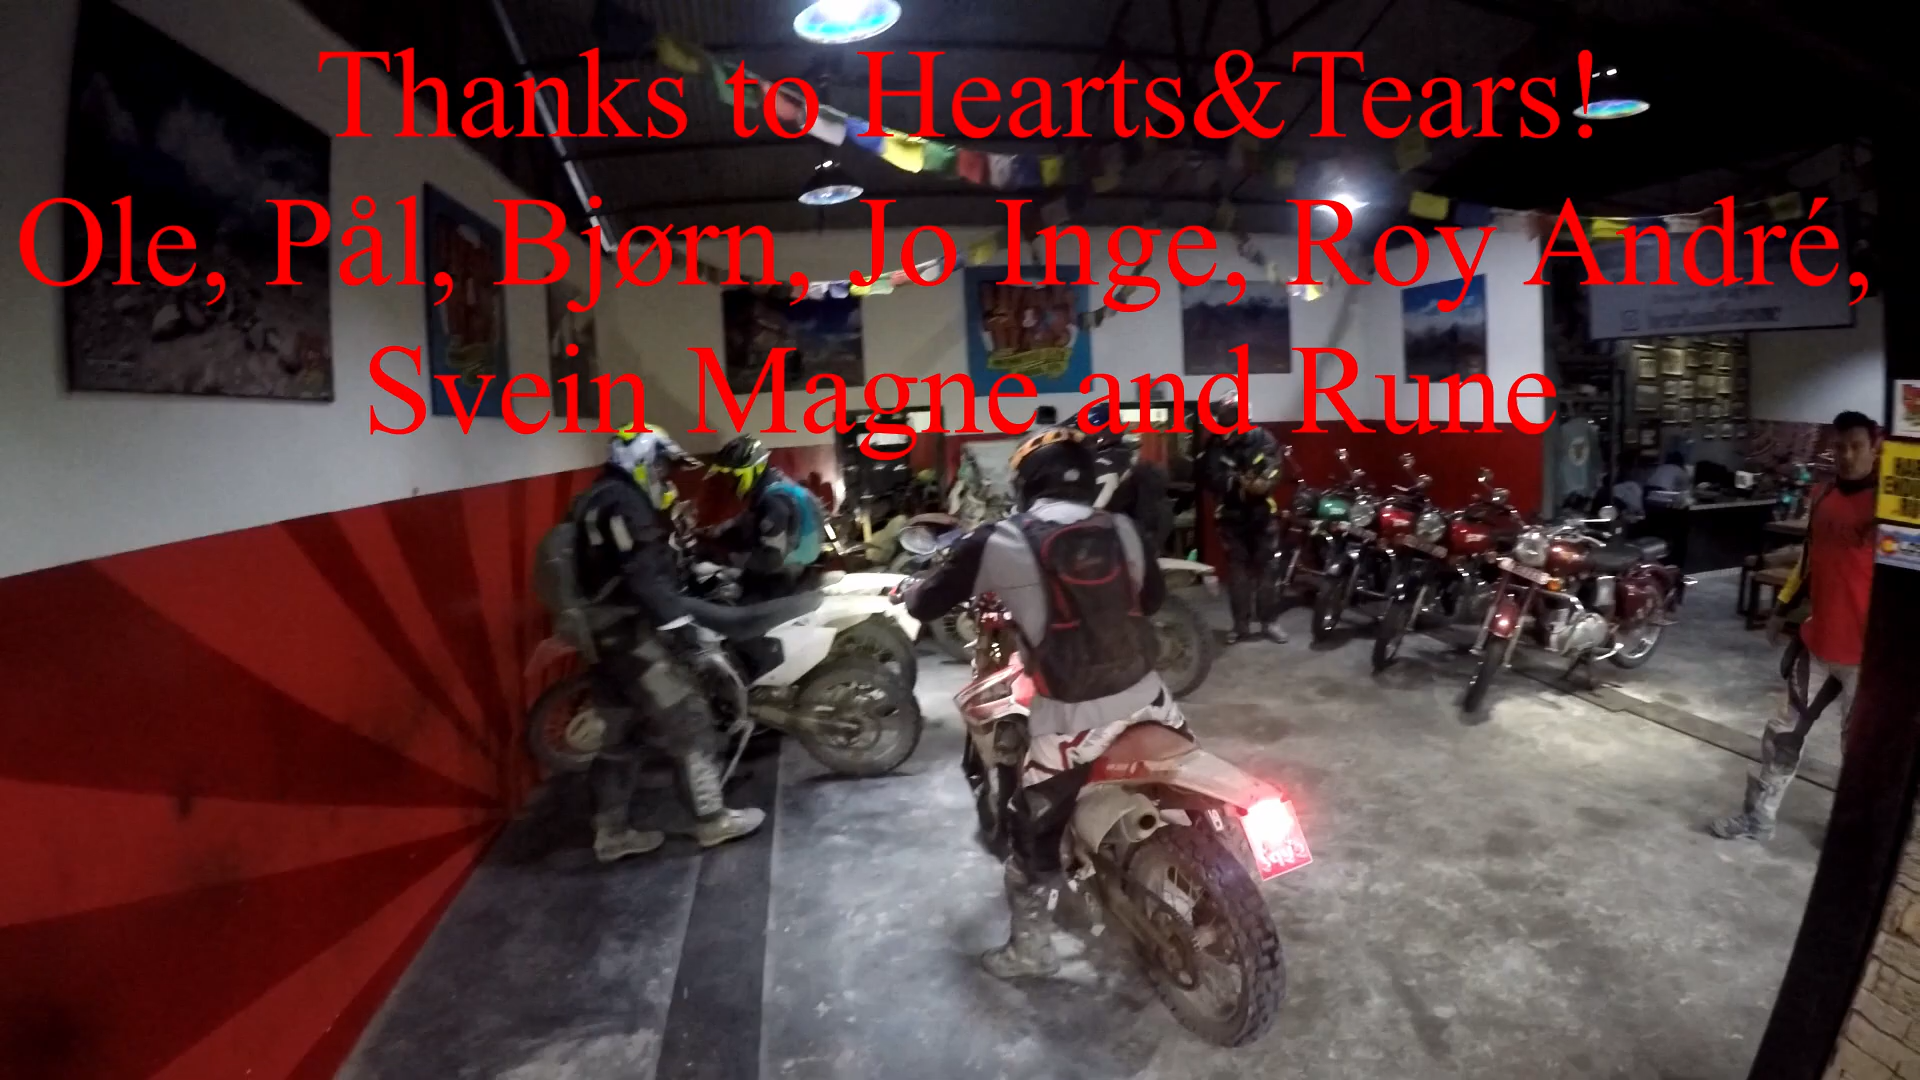 Thanks to Hearts&Tears!
Ole, Pål, Bjørn, Jo Inge, Roy André,
Svein Magne and Rune